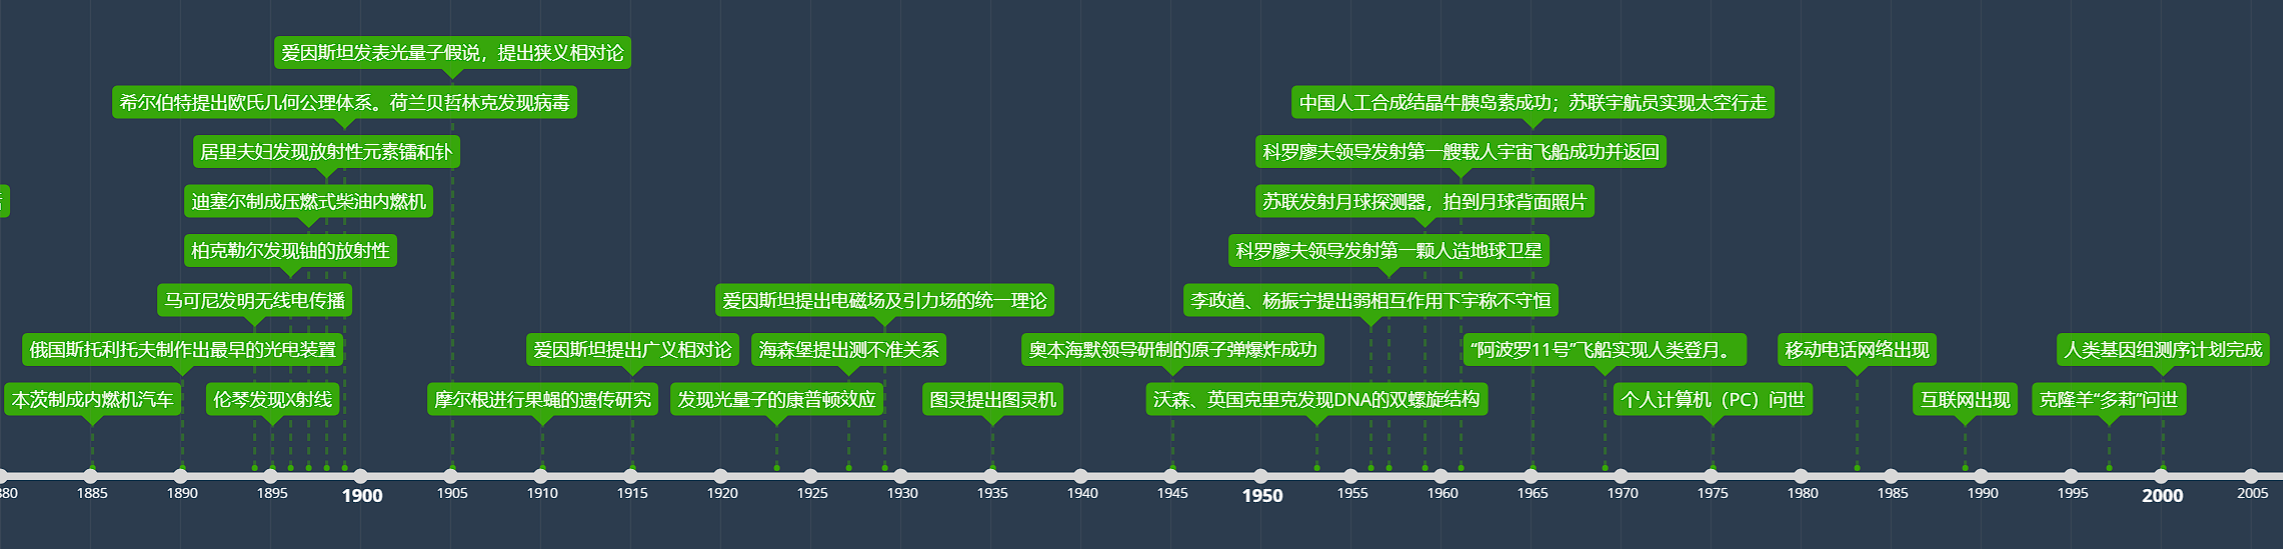 爱因斯坦发表光量子假说，提出狭义相对论
希尔伯特提出欧氏几何公理体系。荷兰贝哲林克发现病毒
中国人工合成结晶牛胰岛素成功；苏联宇航员实现太空行走
居里夫妇发现放射性元素镭和钋
科罗廖夫领导发射第一艘载人宇宙飞船成功并返回
迪塞尔制成压燃式柴油内燃机
苏联发射月球探测器，拍到月球背面照片
柏克勒尔发现铀的放射性
科罗廖夫领导发射第一颗人造地球卫星
马可尼发明无线电传播
爱因斯坦提出电磁场及引力场的统一理论
李政道、杨振宁提出弱相互作用下宇称不守恒
俄国斯托利托夫制作出最早的光电装置
爱因斯坦提出广义相对论
海森堡提出测不准关系
奥本海默领导研制的原子弹爆炸成功
“阿波罗11号”飞船实现人类登月。
移动电话网络出现
人类基因组测序计划完成
本茨制成内燃机汽车
伦琴发现X射线
摩尔根进行果蝇的遗传研究
发现光量子的康普顿效应
图灵提出图灵机
沃森、英国克里克发现DNA的双螺旋结构
个人计算机（PC）问世
互联网出现
克隆羊“多莉”问世
80 1885 1890 1895 1900 1905 1910 1915 1920 1925 1930 1935 1940 1945 1950 1955 1960 1965 1970 1975 1980 1985 1990 1995 2000 2005